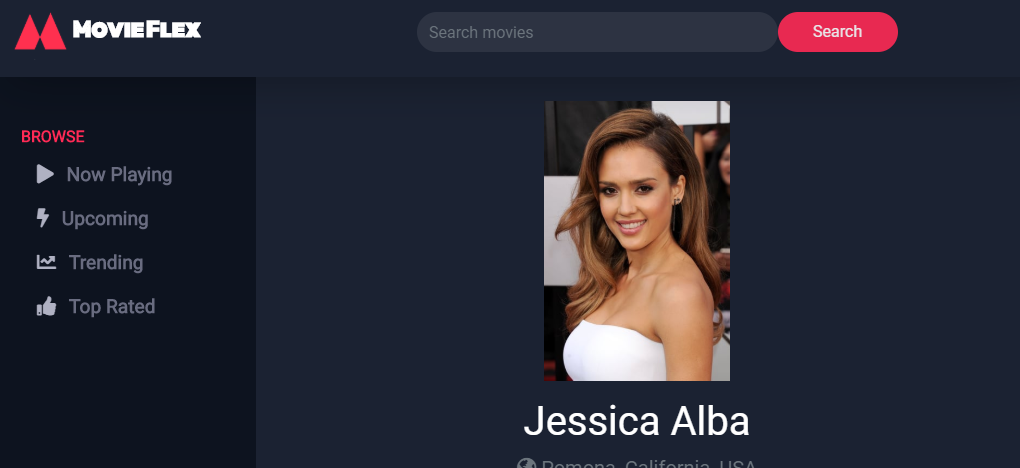 MOVIEFLEX
Search movies
Search
BROWSE
Now Playing
Upcoming
Trending
Top Rated
Jessica Alba
Pomona, California, USA